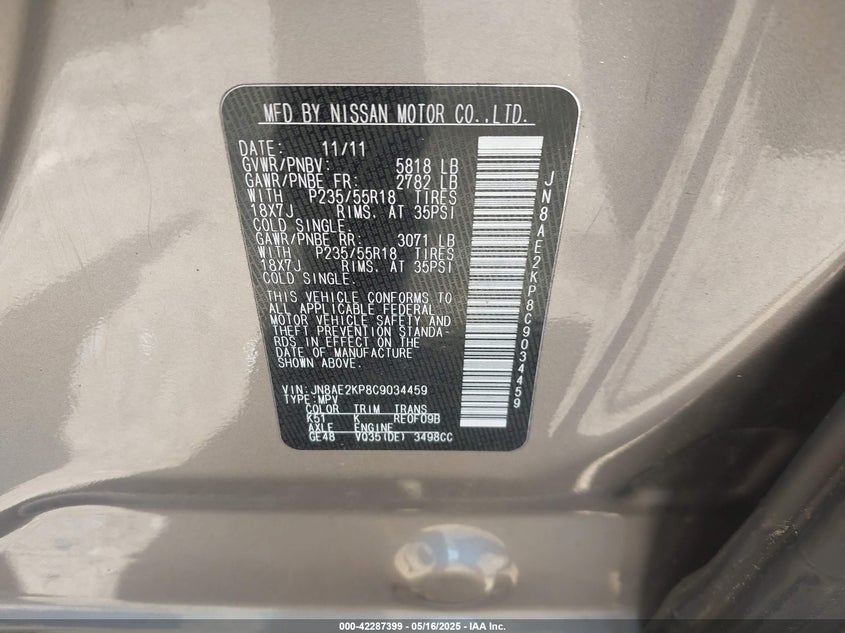 MFD BY NISSAN MOTOR CO.,LTD.
DATE: 11/11
GVWR/PNBV: 5818 LB
GAWR/PNBE FR: 2782 LB
WITH P235/55R18 TIRES
18X7J RIMS. AT 35PSI
COLD SINGLE.
GAWR/PNBE RR: 3071 LB
WITH P235/55R18 TIRES
18X7J RIMS. AT 35PSI
COLD SINGLE.
THIS VEHICLE CONFORMS TO
ALL APPLICABLE FEDERAL
MOTOR VEHICLE SAFETY AND
THEFT PREVENTION STANDA-
RDS IN EFFECT ON THE
DATE OF MANUFACTURE
SHOWN ABOVE.
VIN: JN8AE2KP8C9034459
TYPE: MPV
COLOR TRIM TRANS
K51 K RE0F09B
AXLE ENGINE
GE48 VQ35(DE) 3498CC
JN8AE2KP8C9034459
000-42287399 - 05/16/2025 - IAA Inc.